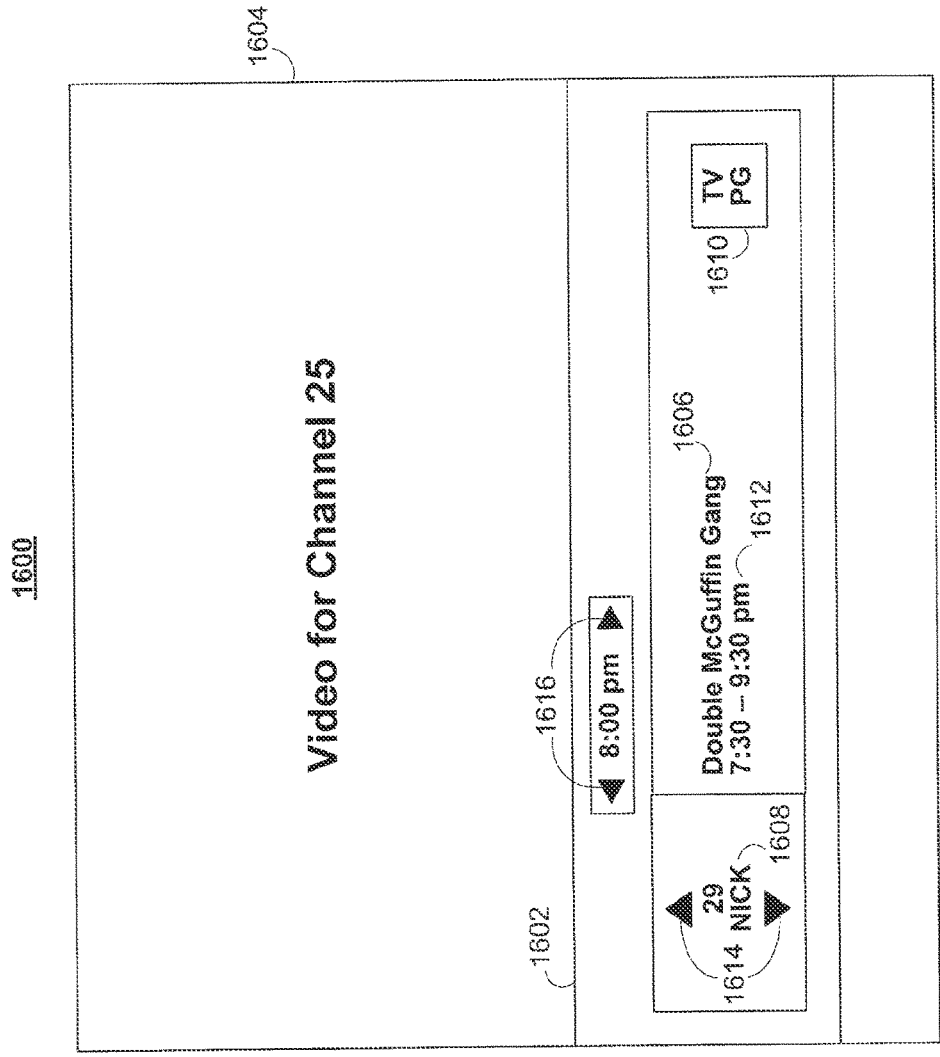 1600
1604
Video for Channel 25
1602
1616
8:00 pm
29
NICK
1614
1608
Double McGuffin Gang
7:30 – 9:30 pm
1606
1612
TV
PG
1610